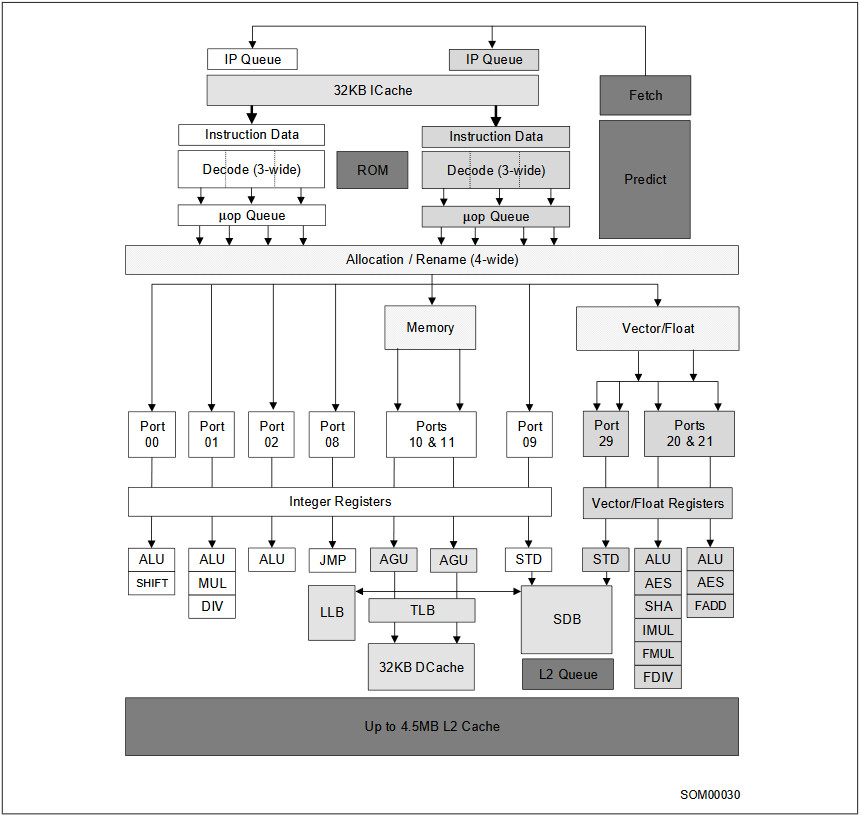 IP Queue
IP Queue
32KB ICache
Fetch
Instruction Data
Instruction Data
Decode (3-wide)
ROM
Decode (3-wide)
Predict
μop Queue
μop Queue
Allocation / Rename (4-wide)
Memory
Vector/Float
Port
00
Port
01
Port
02
Port
08
Ports
10 & 11
Port
09
Port
29
Ports
20 & 21
Integer Registers
Vector/Float Registers
ALU
SHIFT
ALU
MUL
DIV
ALU
JMP
AGU
AGU
STD
STD
ALU
AES
SHA
IMUL
FMUL
FDIV
ALU
AES
FADD
LLB
TLB
SDB
32KB DCache
L2 Queue
Up to 4.5MB L2 Cache
SOM00030